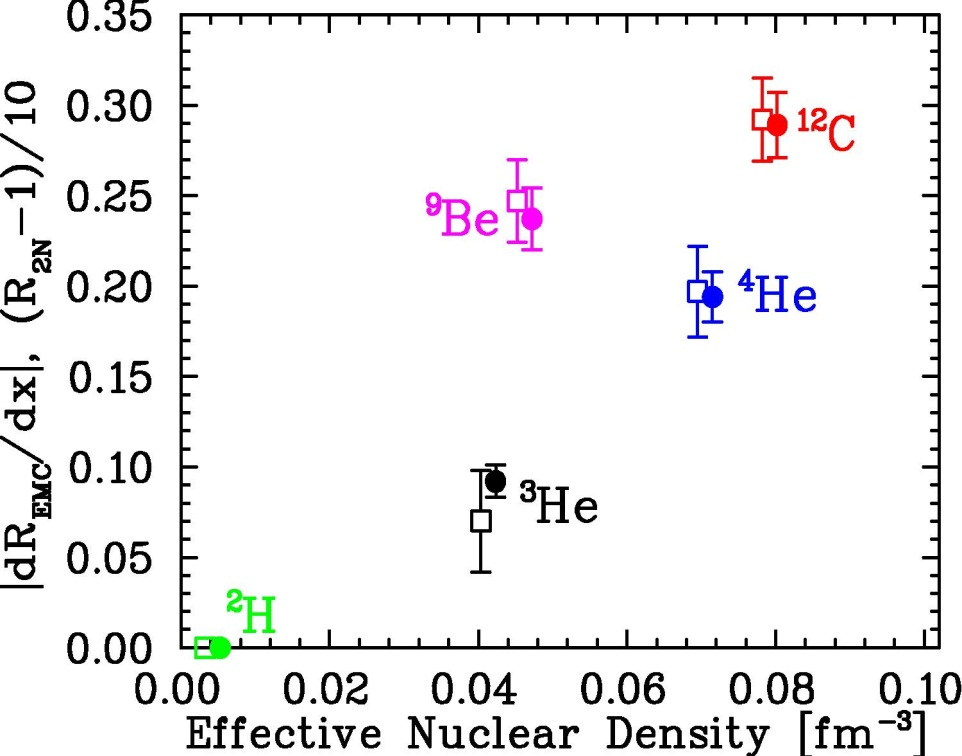 |dR_EMC/dx|, (R_2N−1)/10
0.35
0.30
0.25
0.20
0.15
0.10
0.05
0.00
¹²C
⁹Be
⁴He
³He
²H
0.00 0.02 0.04 0.06 0.08 0.10
Effective Nuclear Density [fm⁻³]